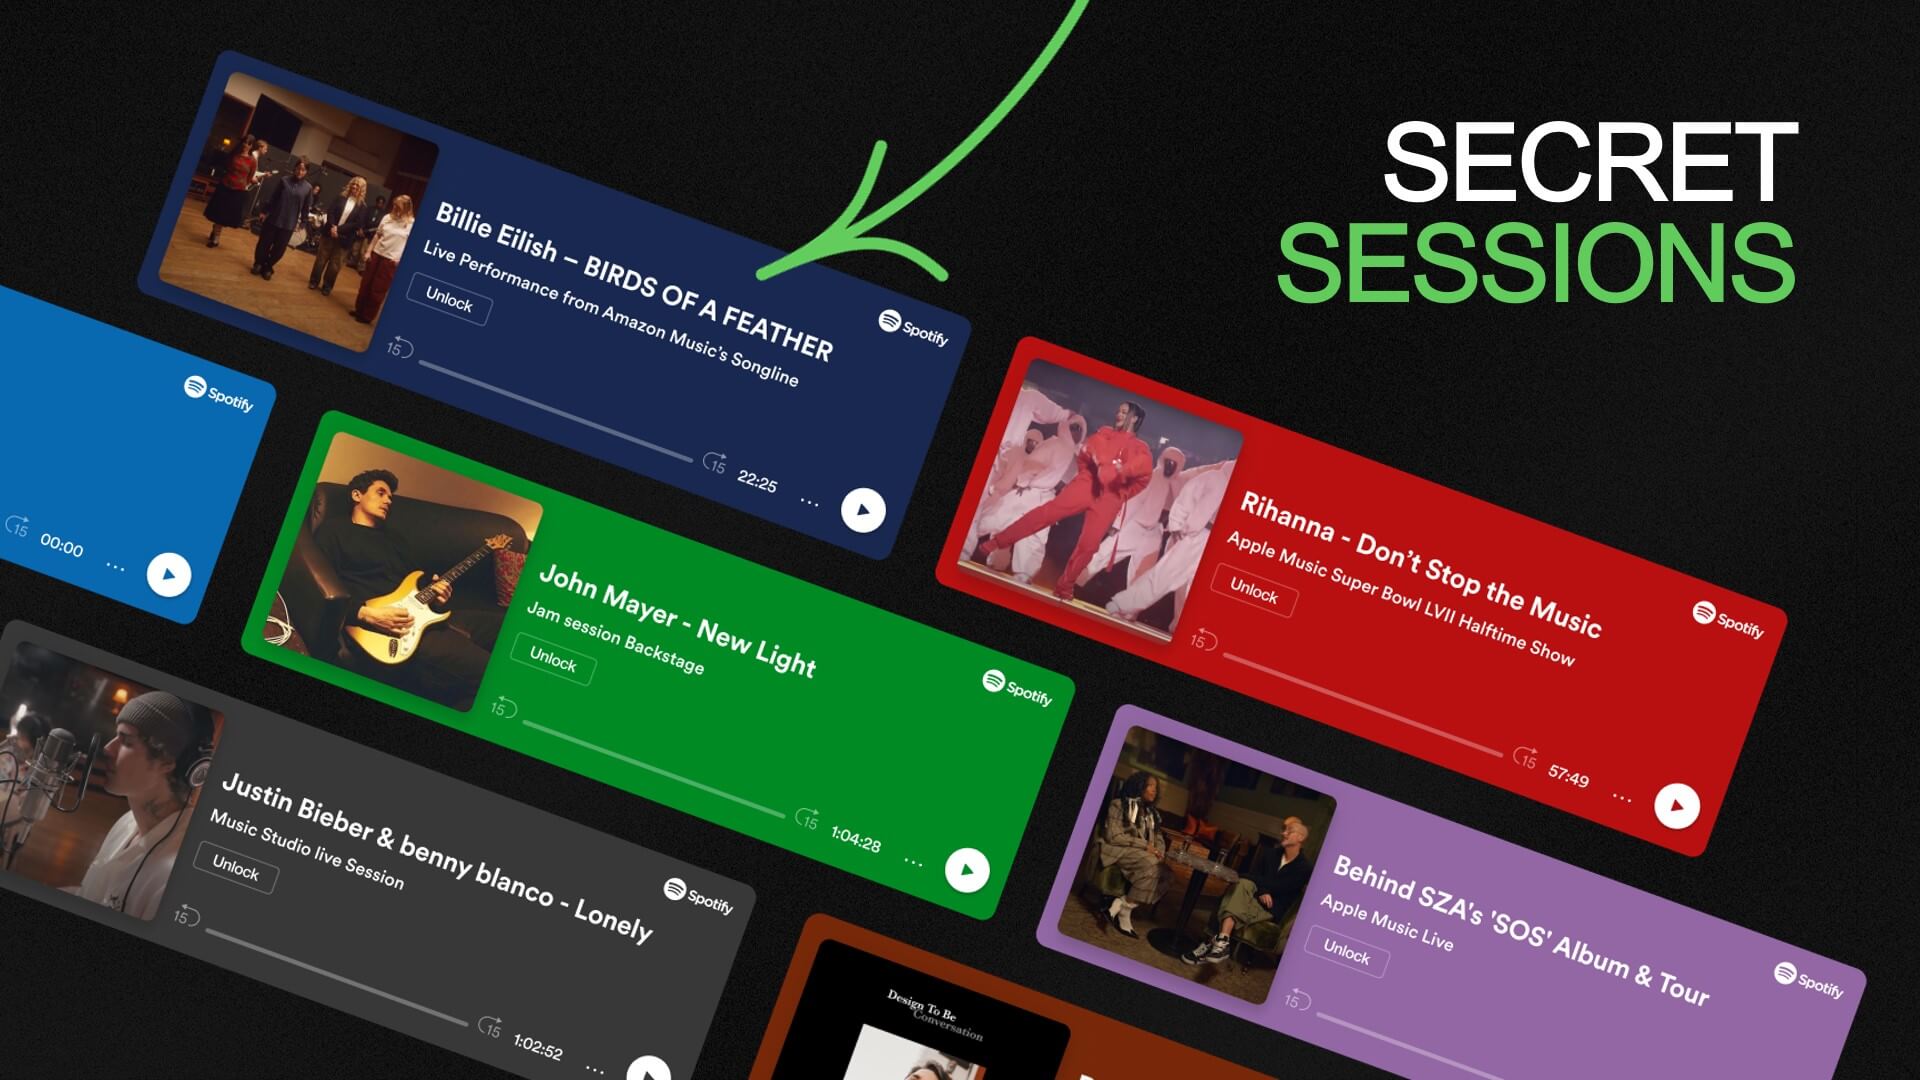 SECRET
SESSIONS
Billie Eilish – BIRDS OF A FEATHER
Live Performance from Amazon Music's Songline
Unlock
Spotify
15
15
22:25
Spotify
15
00:00
Rihanna - Don't Stop the Music
Apple Music Super Bowl LVII Halftime Show
Unlock
Spotify
15
15
57:49
John Mayer - New Light
Jam session Backstage
Unlock
Spotify
15
15
1:04:28
Justin Bieber & benny blanco - Lonely
Music Studio live Session
Unlock
Spotify
15
15
1:02:52
Behind SZA's 'SOS' Album & Tour
Apple Music Live
Unlock
Spotify
15
Design To Be
Conversation